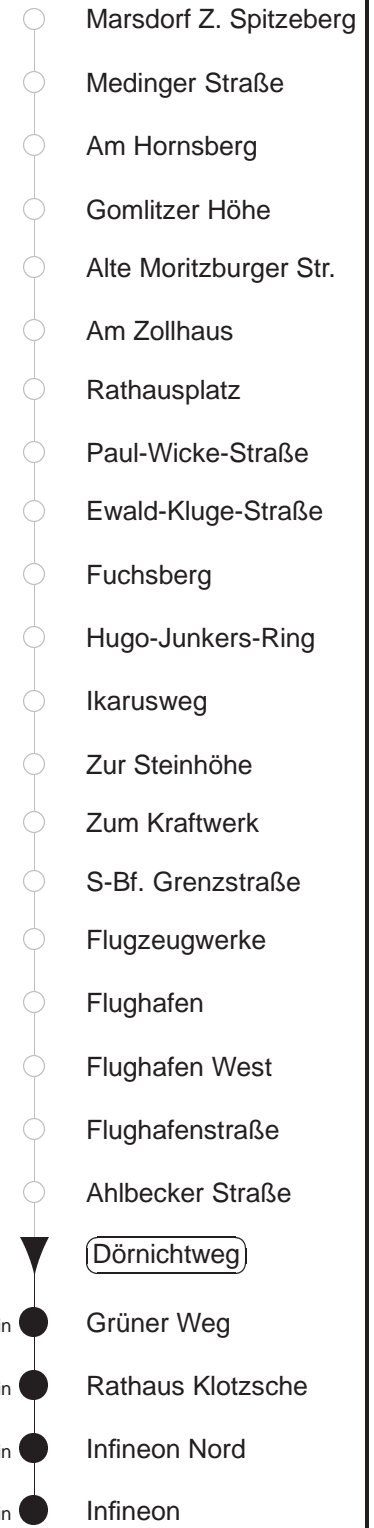 Marsdorf Z. Spitzeberg
Medinger Straße
Am Hornsberg
Gomlitzer Höhe
Alte Moritzburger Str.
Am Zollhaus
Rathausplatz
Paul-Wicke-Straße
Ewald-Kluge-Straße
Fuchsberg
Hugo-Junkers-Ring
Ikarusweg
Zur Steinhöhe
Zum Kraftwerk
S-Bf. Grenzstraße
Flugzeugwerke
Flughafen
Flughafen West
Flughafenstraße
Ahlbecker Straße
Dörnichtweg
Grüner Weg
Rathaus Klotzsche
Infineon Nord
Infineon